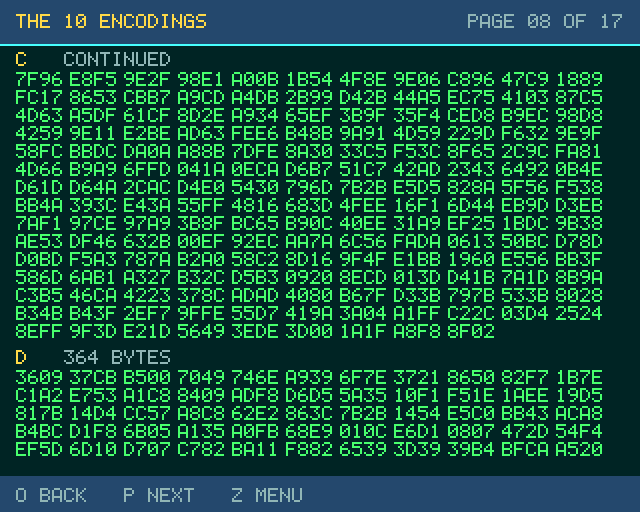 THE 10 ENCODINGS PAGE 08 OF 17
C CONTINUED
7F96 E8F5 9E2F 98E1 A00B 1B54 4F8E 9E06 C896 47C9 1889
FC17 8653 CBB7 A9CD A4DB 2B99 D42B 44A5 EC75 4103 87C5
4D63 A5DF 61CF 8D2E A934 65EF 3B9F 35F4 CED8 B9EC 98D8
4259 9E11 E2BE AD63 FEE6 B48B 9A91 4D59 229D F632 9E9F
58FC BBDC DA0A A88B 7DFE 8A30 33C5 F53C 8F65 2C9C FA81
4D66 B9A9 6FFD 041A 0ECA D6B7 51C7 42AD 2343 6492 0B4E
D61D D64A 2CAC D4E0 5430 796D 7B2B E5D5 828A 5F56 F538
BB4A 393C E43A 55FF 4816 683D 4FEE 16F1 6D44 EB9D D3EB
7AF1 97CE 97A9 3B8F BC65 B90C 40EE 31A9 EF25 1BDC 9B38
AE53 DF46 632B 00EF 92EC AA7A 6C56 FADA 0613 50BC D78D
D0BD F5A3 787A B2A0 58C2 8D16 9F4F E1BB 1960 E556 BB3F
586D 6AB1 A327 B32C D5B3 0920 8ECD 013D D41B 7A1D 8B9A
C3B5 46CA 4223 378C ADAD 4080 B67F D33B 797B 533B 8028
B34B B43F 2EF7 9FFE 55D7 419A 3A04 A1FF C22C 03D4 2524
8EFF 9F3D E21D 5649 3EDE 3D00 1A1F A8F8 8F02
D 364 BYTES
3609 37CB B500 7049 746E A939 6F7E 3721 8650 82F7 1B7E
C1A2 E753 A1C8 8409 ADF8 D6D5 5A35 10F1 F51E 1AEE 19D5
817B 14D4 CC57 A8C8 62E2 863C 7B2B 1454 E5C0 BB43 ACA8
B4BC D1F8 6B05 A135 A0FB 68E9 010C E6D1 0807 472D 54F4
EF5D 6D10 D707 C782 BA11 F882 6539 3D39 39B4 BFCA A520
O BACK P NEXT Z MENU